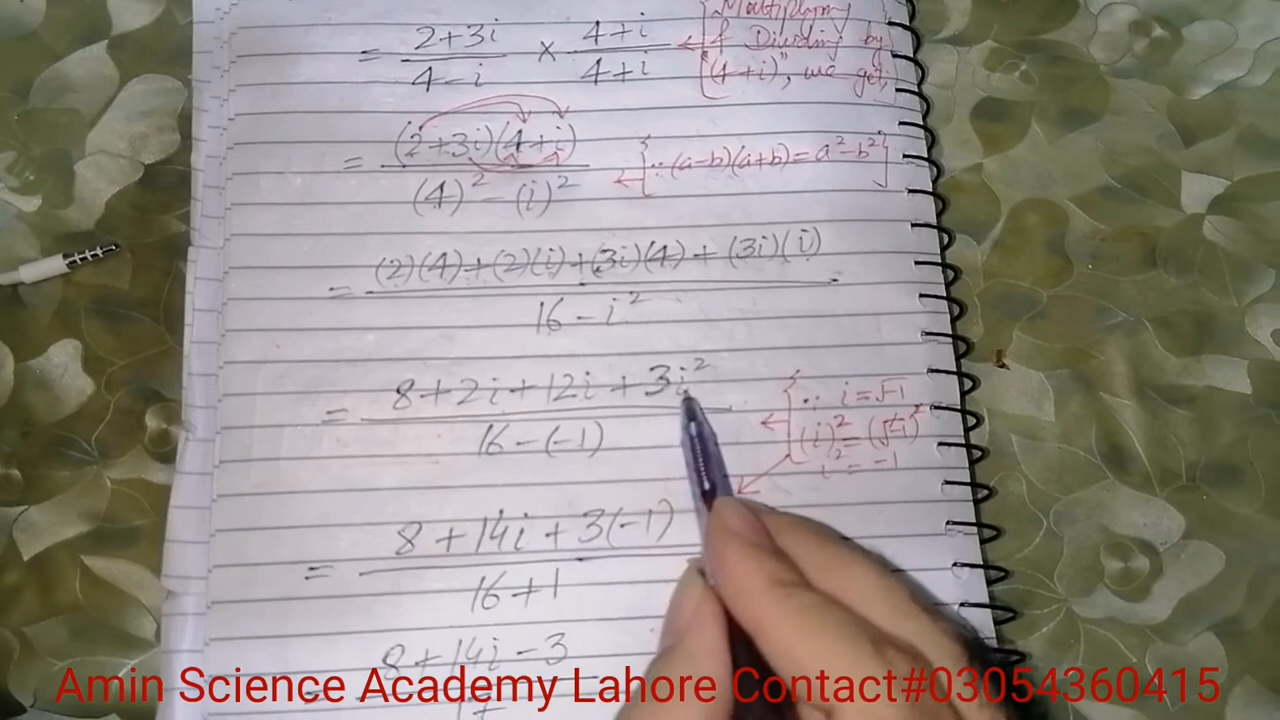 Multiplying
= 2+3i / 4-i × 4+i / 4+i & Dividing by
"(4+i)", we get,
= (2+3i)(4+i) / (4)² - (i)² {∵ (a-b)(a+b) = a²-b²}
= (2)(4)+(2)(i)+(3i)(4)+(3i)(i) / 16 - i²
= 8+2i+12i+3i² / 16-(-1)
{∵ i=√-1
(i)²=(√-1)²
i²=-1
= 8+14i+3(-1) / 16+1
= 8+14i-3 / 17
Amin Science Academy Lahore Contact#03054360415